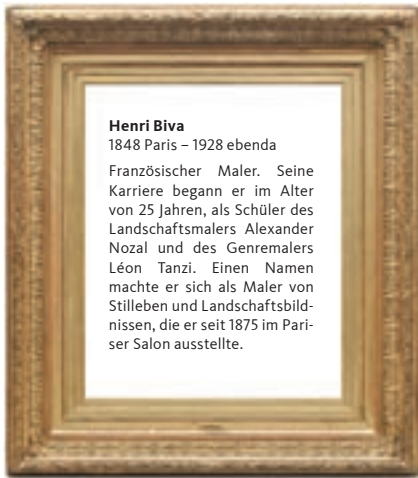 Henri Biva
1848 Paris – 1928 ebenda
Französischer Maler. Seine
Karriere begann er im Alter
von 25 Jahren, als Schüler des
Landschaftsmalers Alexander
Nozal und des Genremalers
Léon Tanzi. Einen Namen
machte er sich als Maler von
Stilleben und Landschaftsbild-
nissen, die er seit 1875 im Pari-
ser Salon ausstellte.